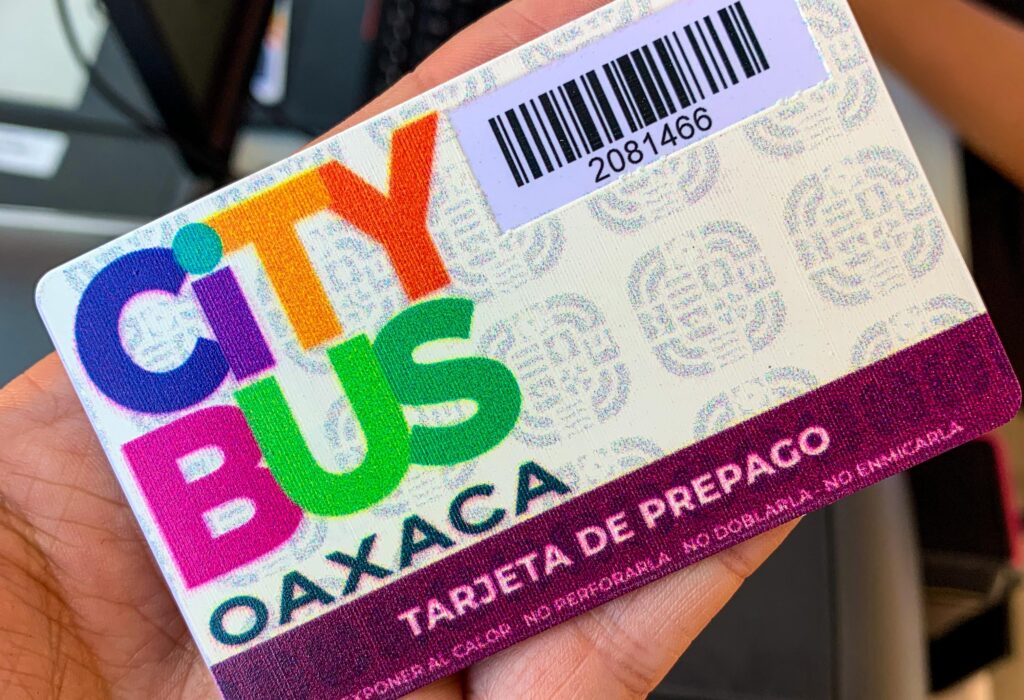 2081466
CiTY
BUS
OAXACA
TARJETA DE PREPAGO
EXPONER AL CALOR NO PERFORARLA NO DOBLARLA NO ENMICARLA